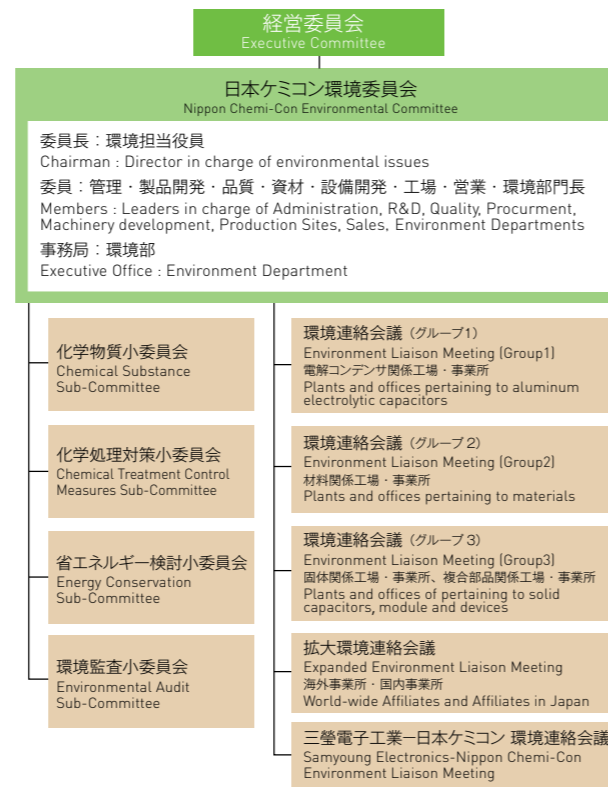 経営委員会
Executive Committee
日本ケミコン環境委員会
Nippon Chemi-Con Environmental Committee
委員長：環境担当役員
Chairman : Director in charge of environmental issues
委員：管理・製品開発・品質・資材・設備開発・工場・営業・環境部門長
Members : Leaders in charge of Administration, R&D, Quality, Procurment,
Machinery development, Production Sites, Sales, Environment Departments
事務局：環境部
Executive Office : Environment Department
化学物質小委員会
Chemical Substance
Sub-Committee
化学処理対策小委員会
Chemical Treatment Control
Measures Sub-Committee
省エネルギー検討小委員会
Energy Conservation
Sub-Committee
環境監査小委員会
Environmental Audit
Sub-Committee
環境連絡会議（グループ1）
Environment Liaison Meeting (Group1)
電解コンデンサ関係工場・事業所
Plants and offices pertaining to aluminum
electrolytic capacitors
環境連絡会議（グループ2）
Environment Liaison Meeting (Group2)
材料関係工場・事業所
Plants and offices pertaining to materials
環境連絡会議（グループ3）
Environment Liaison Meeting (Group3)
固体関係工場・事業所、複合部品関係工場・事業所
Plants and offices of pertaining to solid
capacitors, module and devices
拡大環境連絡会議
Expanded Environment Liaison Meeting
海外事業所・国内事業所
World-wide Affiliates and Affiliates in Japan
三瑩電子工業ー日本ケミコン 環境連絡会議
Samyoung Electronics-Nippon Chemi-Con
Environment Liaison Meeting